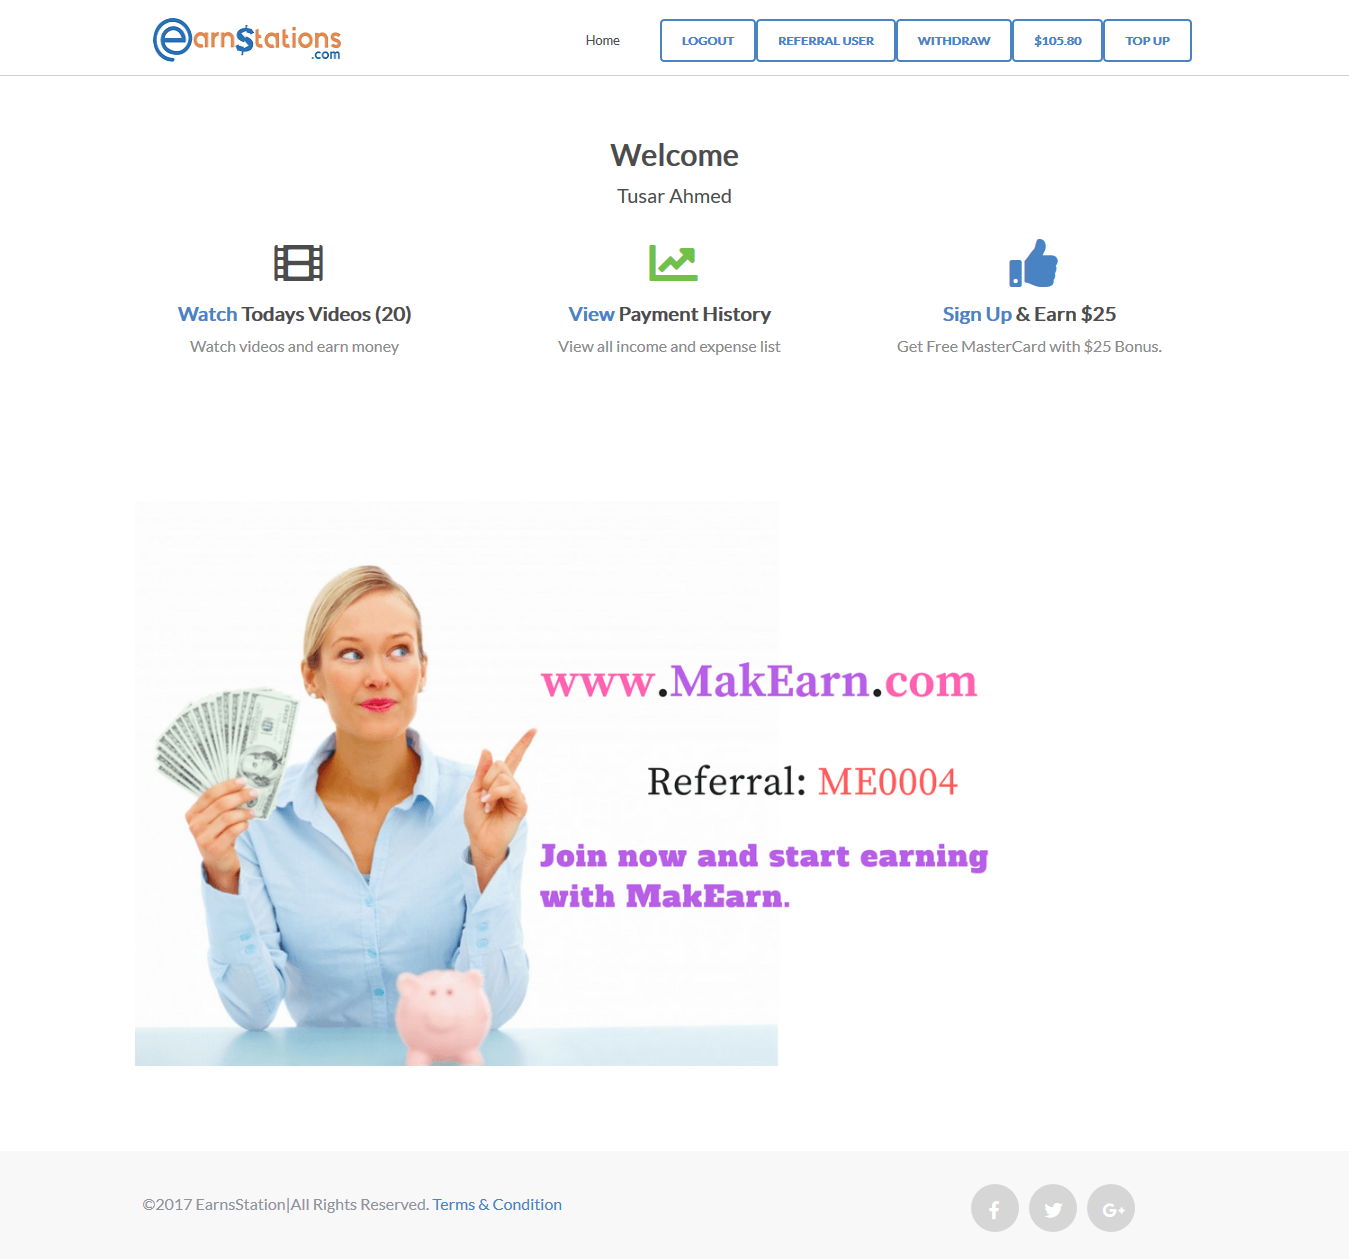 earn$tations
.com
Home
LOGOUT
REFERRAL USER
WITHDRAW
$105.80
TOP UP
Welcome
Tusar Ahmed
Watch Todays Videos (20)
Watch videos and earn money
View Payment History
View all income and expense list
Sign Up & Earn $25
Get Free MasterCard with $25 Bonus.
www.MakEarn.com
Referral: ME0004
Join now and start earning
with MakEarn.
©2017 EarnsStation|All Rights Reserved. Terms & Condition